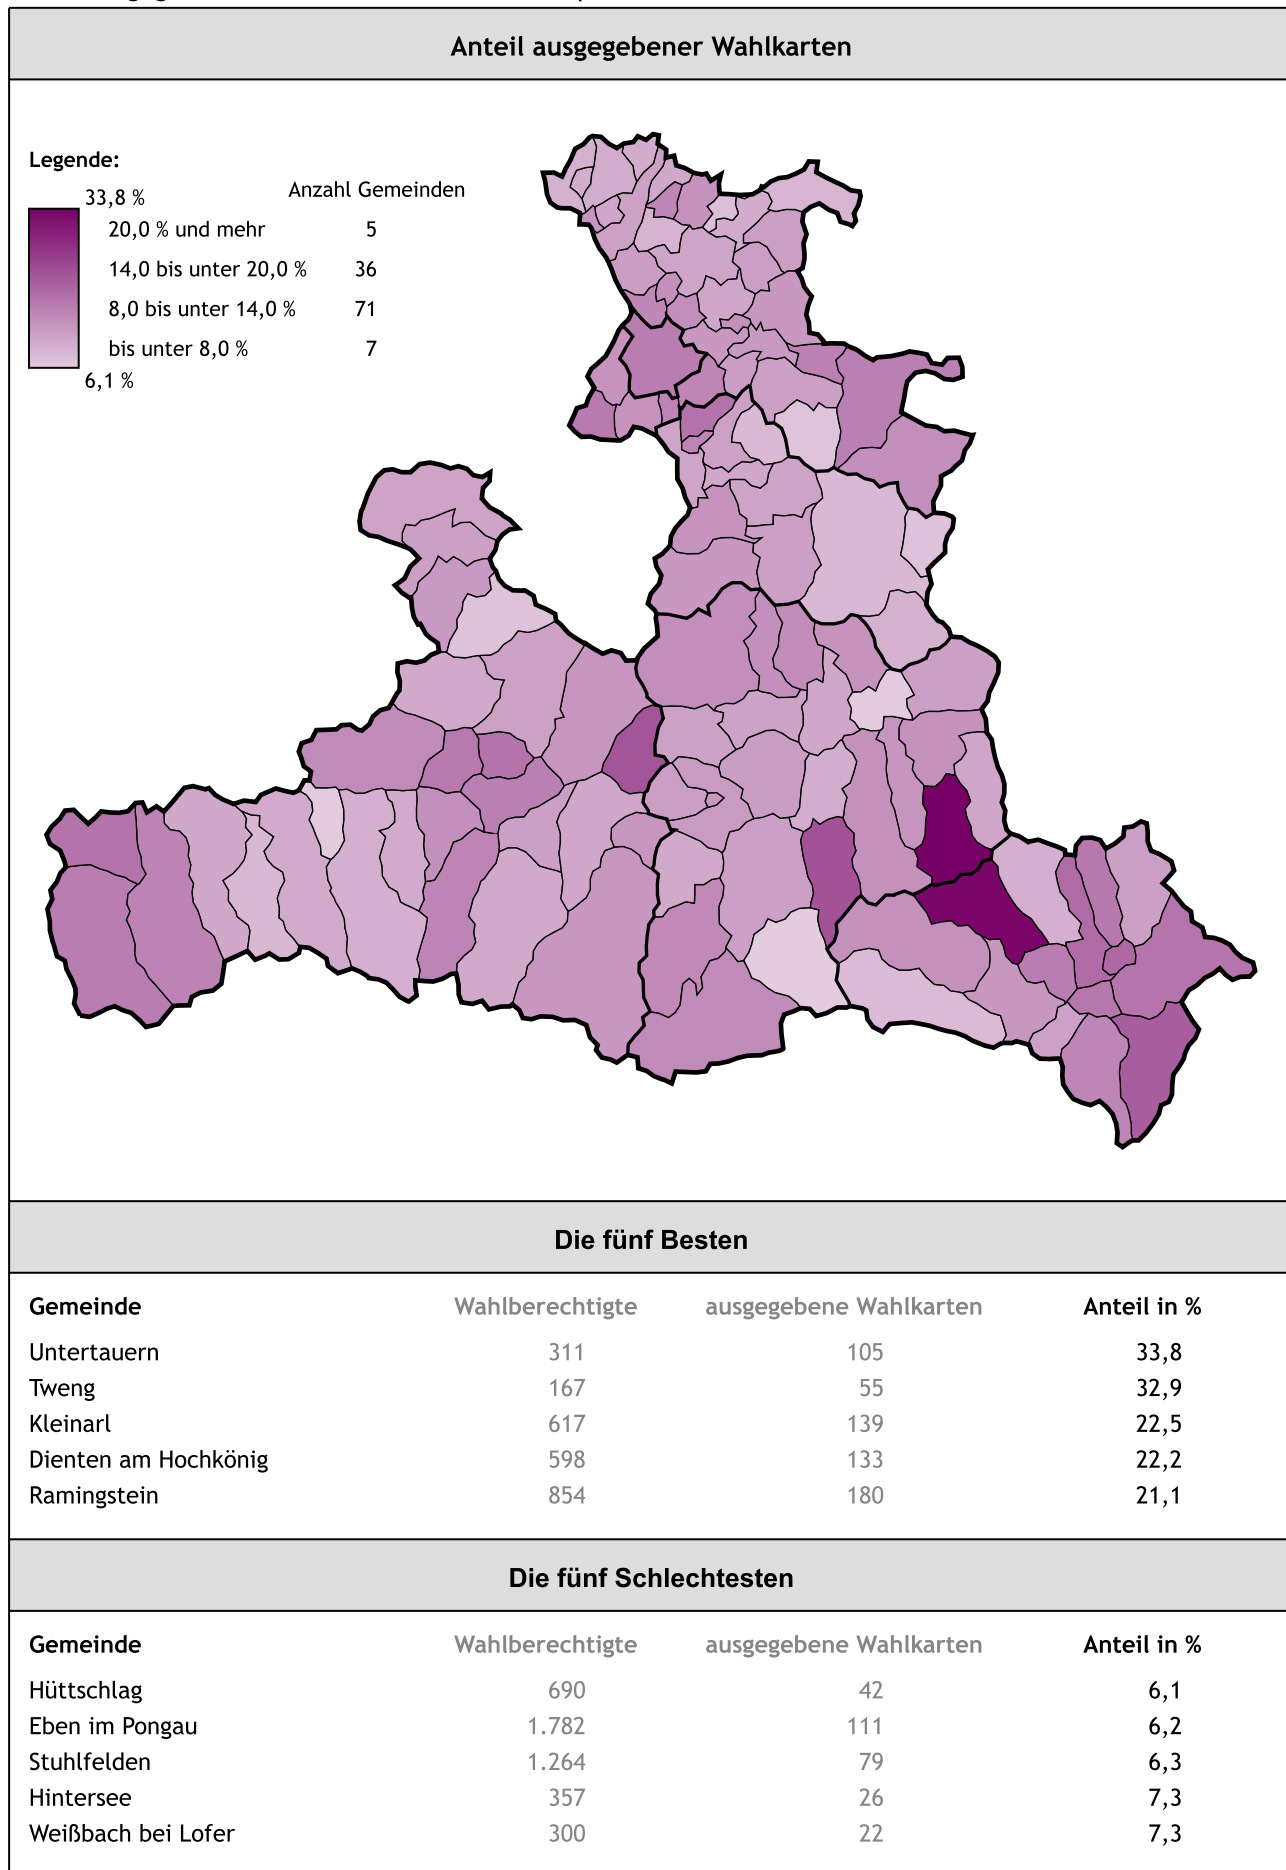 Anteil ausgegebener Wahlkarten
Legende:
33,8 %
Anzahl Gemeinden
20,0 % und mehr 5
14,0 bis unter 20,0 % 36
8,0 bis unter 14,0 % 71
bis unter 8,0 % 7
6,1 %
Die fünf Besten
Gemeinde Wahlberechtigte ausgegebene Wahlkarten Anteil in %
Untertauern 311 105 33,8
Tweng 167 55 32,9
Kleinarl 617 139 22,5
Dienten am Hochkönig 598 133 22,2
Ramingstein 854 180 21,1
Die fünf Schlechtesten
Gemeinde Wahlberechtigte ausgegebene Wahlkarten Anteil in %
Hüttschlag 690 42 6,1
Eben im Pongau 1.782 111 6,2
Stuhlfelden 1.264 79 6,3
Hintersee 357 26 7,3
Weißbach bei Lofer 300 22 7,3